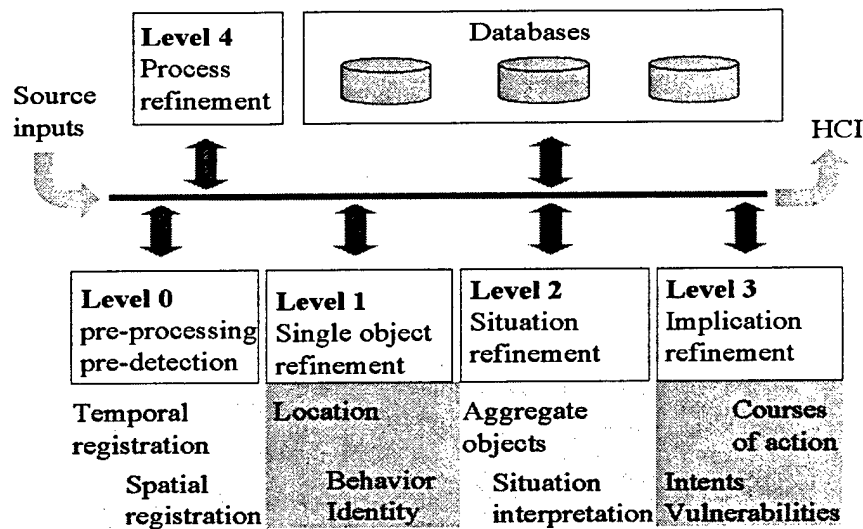 Level 4
Process
refinement
Databases
Source
inputs
HCI
Level 0
pre-processing
pre-detection
Level 1
Single object
refinement
Level 2
Situation
refinement
Level 3
Implication
refinement
Temporal
registration
Spatial
registration
Location
Behavior
Identity
Aggregate
objects
Situation
interpretation
Courses
of action
Intents
Vulnerabilities